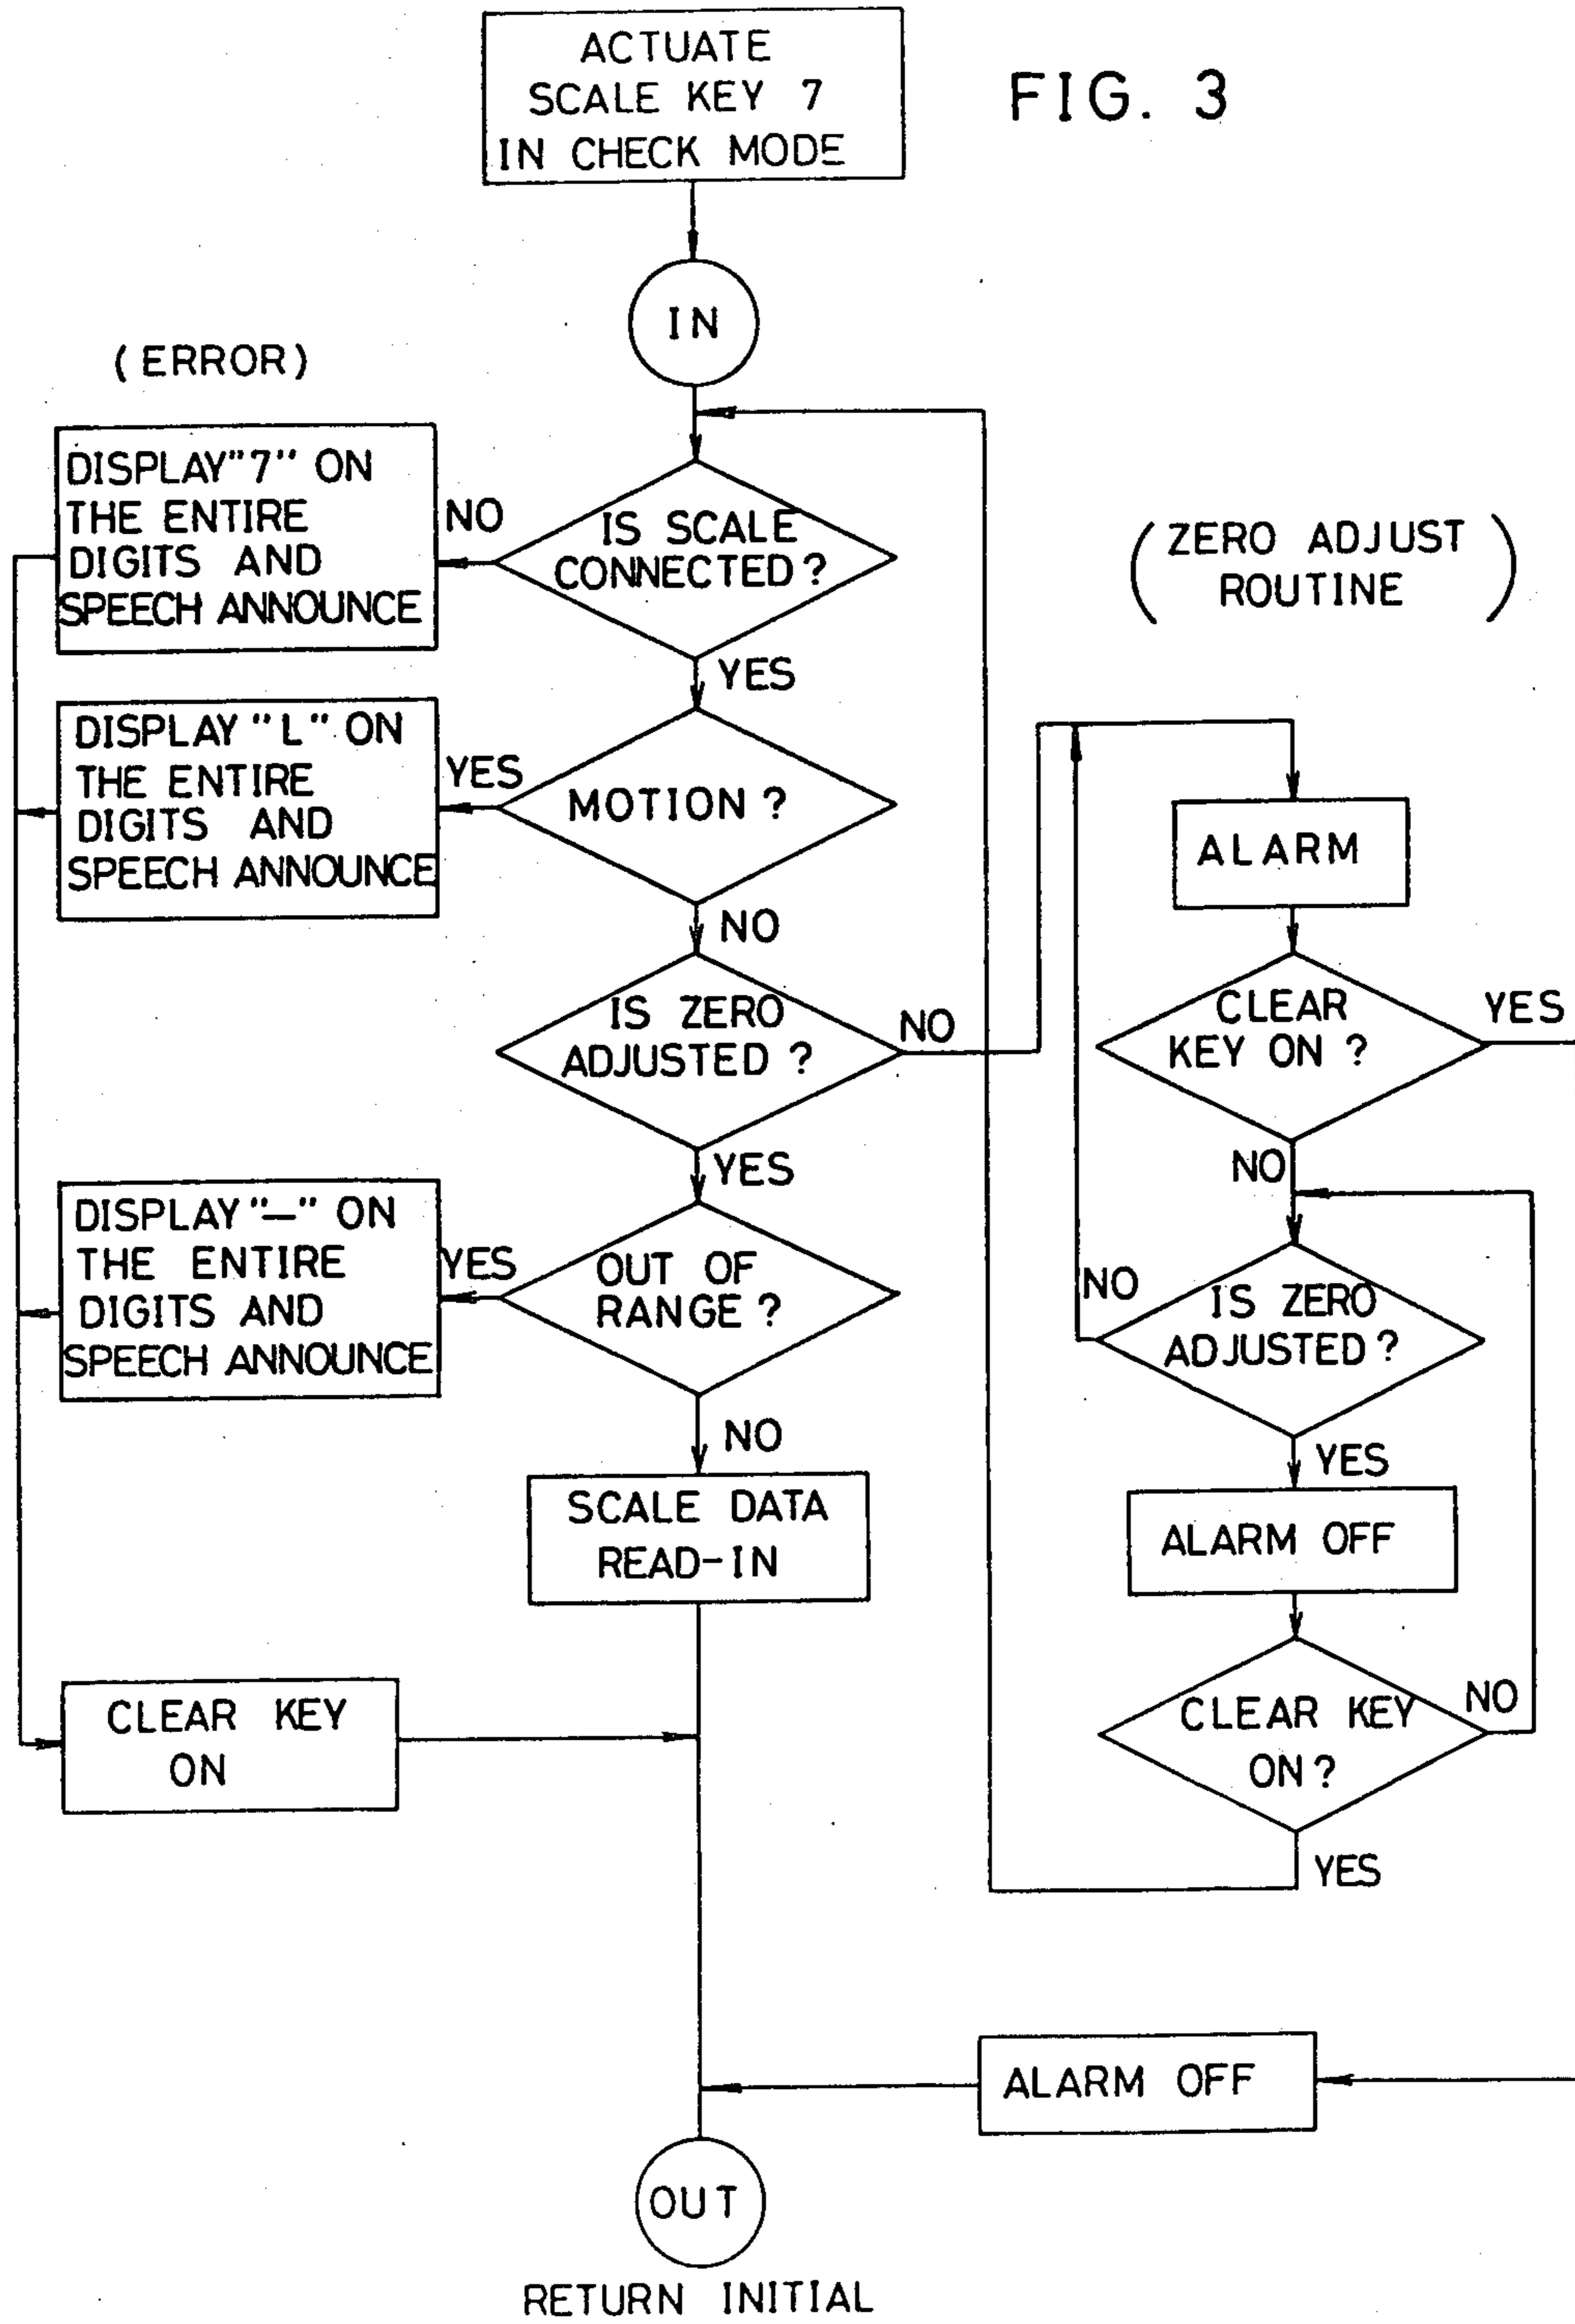 ACTUATE
SCALE KEY 7
IN CHECK MODE
FIG. 3
IN
(ERROR)
DISPLAY "7" ON
THE ENTIRE
DIGITS AND
SPEECH ANNOUNCE
NO
IS SCALE
CONNECTED?
(ZERO ADJUST
ROUTINE)
YES
DISPLAY "L" ON
THE ENTIRE
DIGITS AND
SPEECH ANNOUNCE
YES
MOTION?
NO
ALARM
IS ZERO
ADJUSTED?
NO
CLEAR
KEY ON?
YES
NO
YES
DISPLAY "—" ON
THE ENTIRE
DIGITS AND
SPEECH ANNOUNCE
YES
OUT OF
RANGE?
NO
NO
IS ZERO
ADJUSTED?
YES
SCALE DATA
READ-IN
ALARM OFF
CLEAR KEY
ON
CLEAR KEY
ON?
NO
YES
ALARM OFF
OUT
RETURN INITIAL